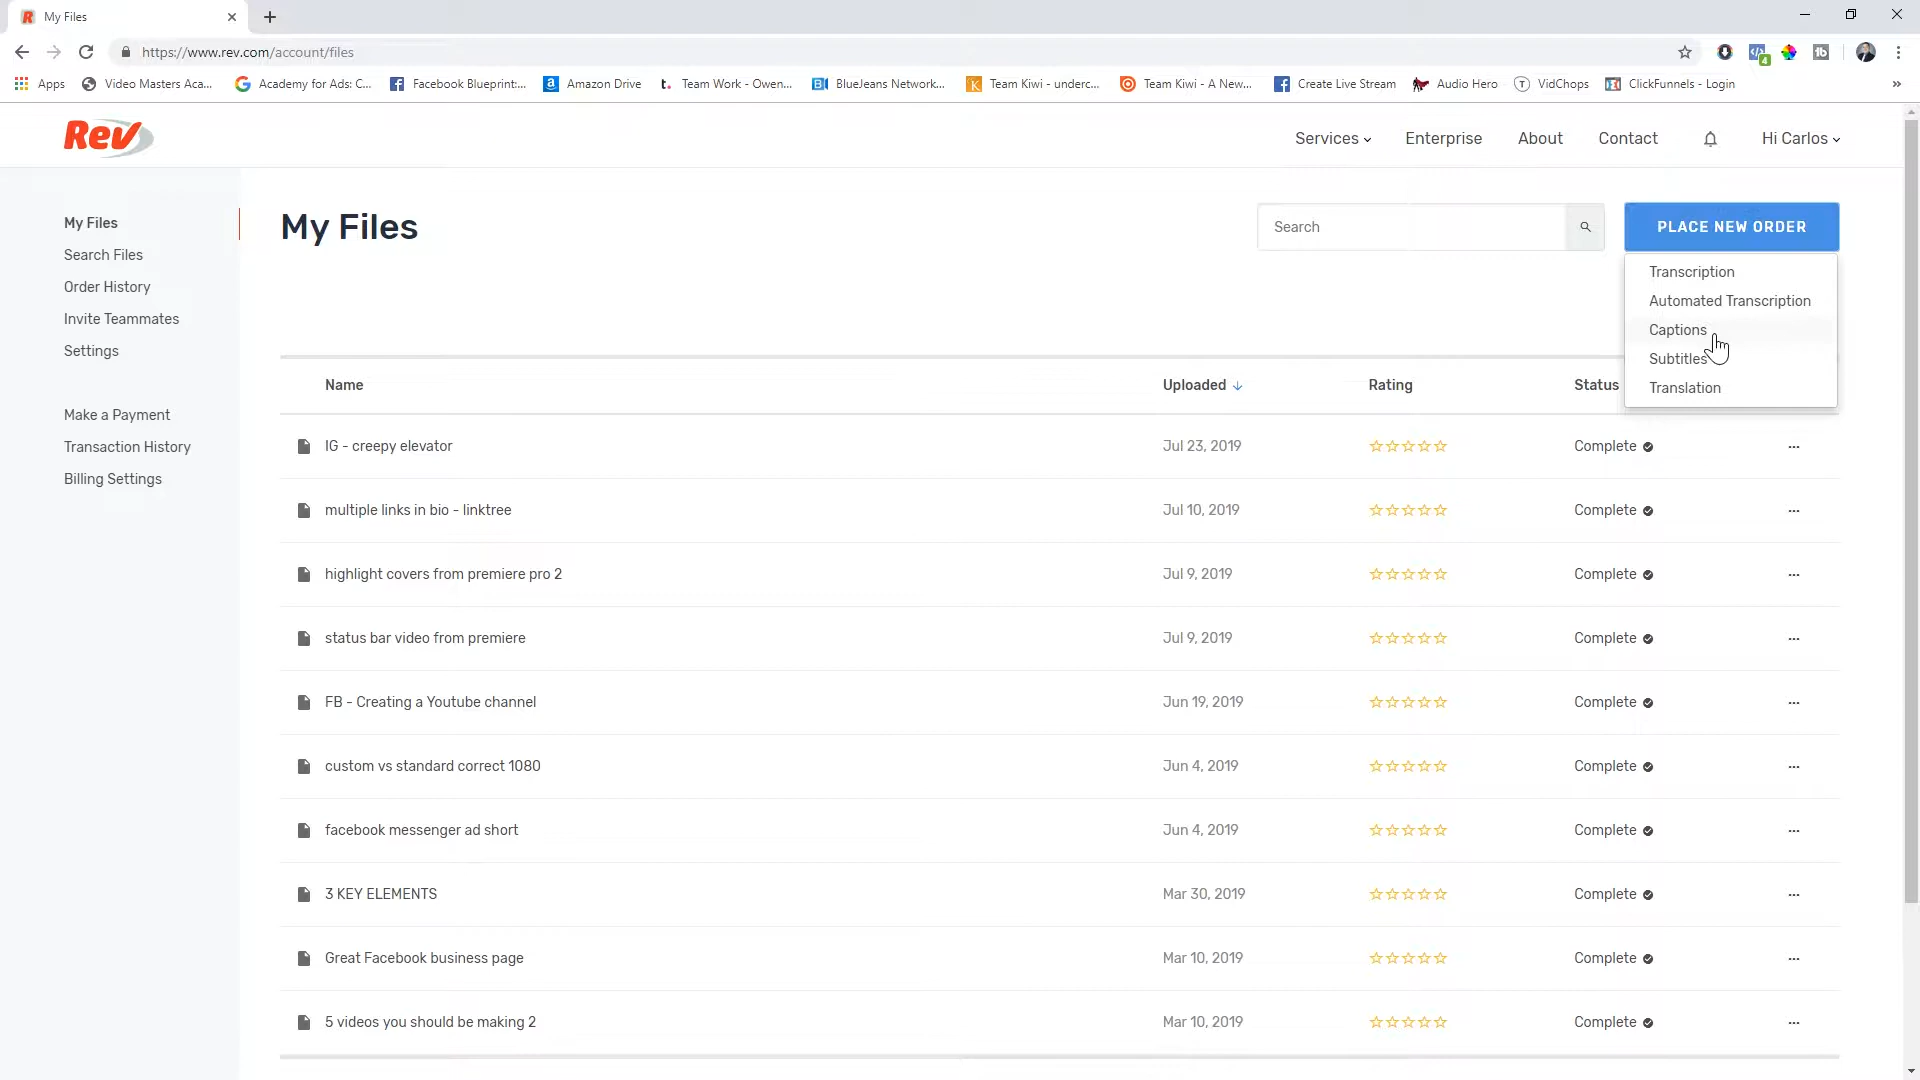 My Files
https://www.rev.com/account/files
4
Apps
Video Masters Aca...
Academy for Ads: C...
Facebook Blueprint:...
Amazon Drive
Team Work - Owen...
BlueJeans Network...
Team Kiwi - underc...
Team Kiwi - A New...
Create Live Stream
Audio Hero
VidChops
ClickFunnels - Login
Rev
Services
Enterprise
About
Contact
Hi Carlos
My Files
Search Files
Order History
Invite Teammates
Settings
Make a Payment
Transaction History
Billing Settings
My Files
Search
PLACE NEW ORDER
Transcription
Automated Transcription
Captions
Subtitles
Translation
Name Uploaded Rating Status
IG - creepy elevator Jul 23, 2019 Complete
multiple links in bio - linktree Jul 10, 2019 Complete
highlight covers from premiere pro 2 Jul 9, 2019 Complete
status bar video from premiere Jul 9, 2019 Complete
FB - Creating a Youtube channel Jun 19, 2019 Complete
custom vs standard correct 1080 Jun 4, 2019 Complete
facebook messenger ad short Jun 4, 2019 Complete
3 KEY ELEMENTS Mar 30, 2019 Complete
Great Facebook business page Mar 10, 2019 Complete
5 videos you should be making 2 Mar 10, 2019 Complete